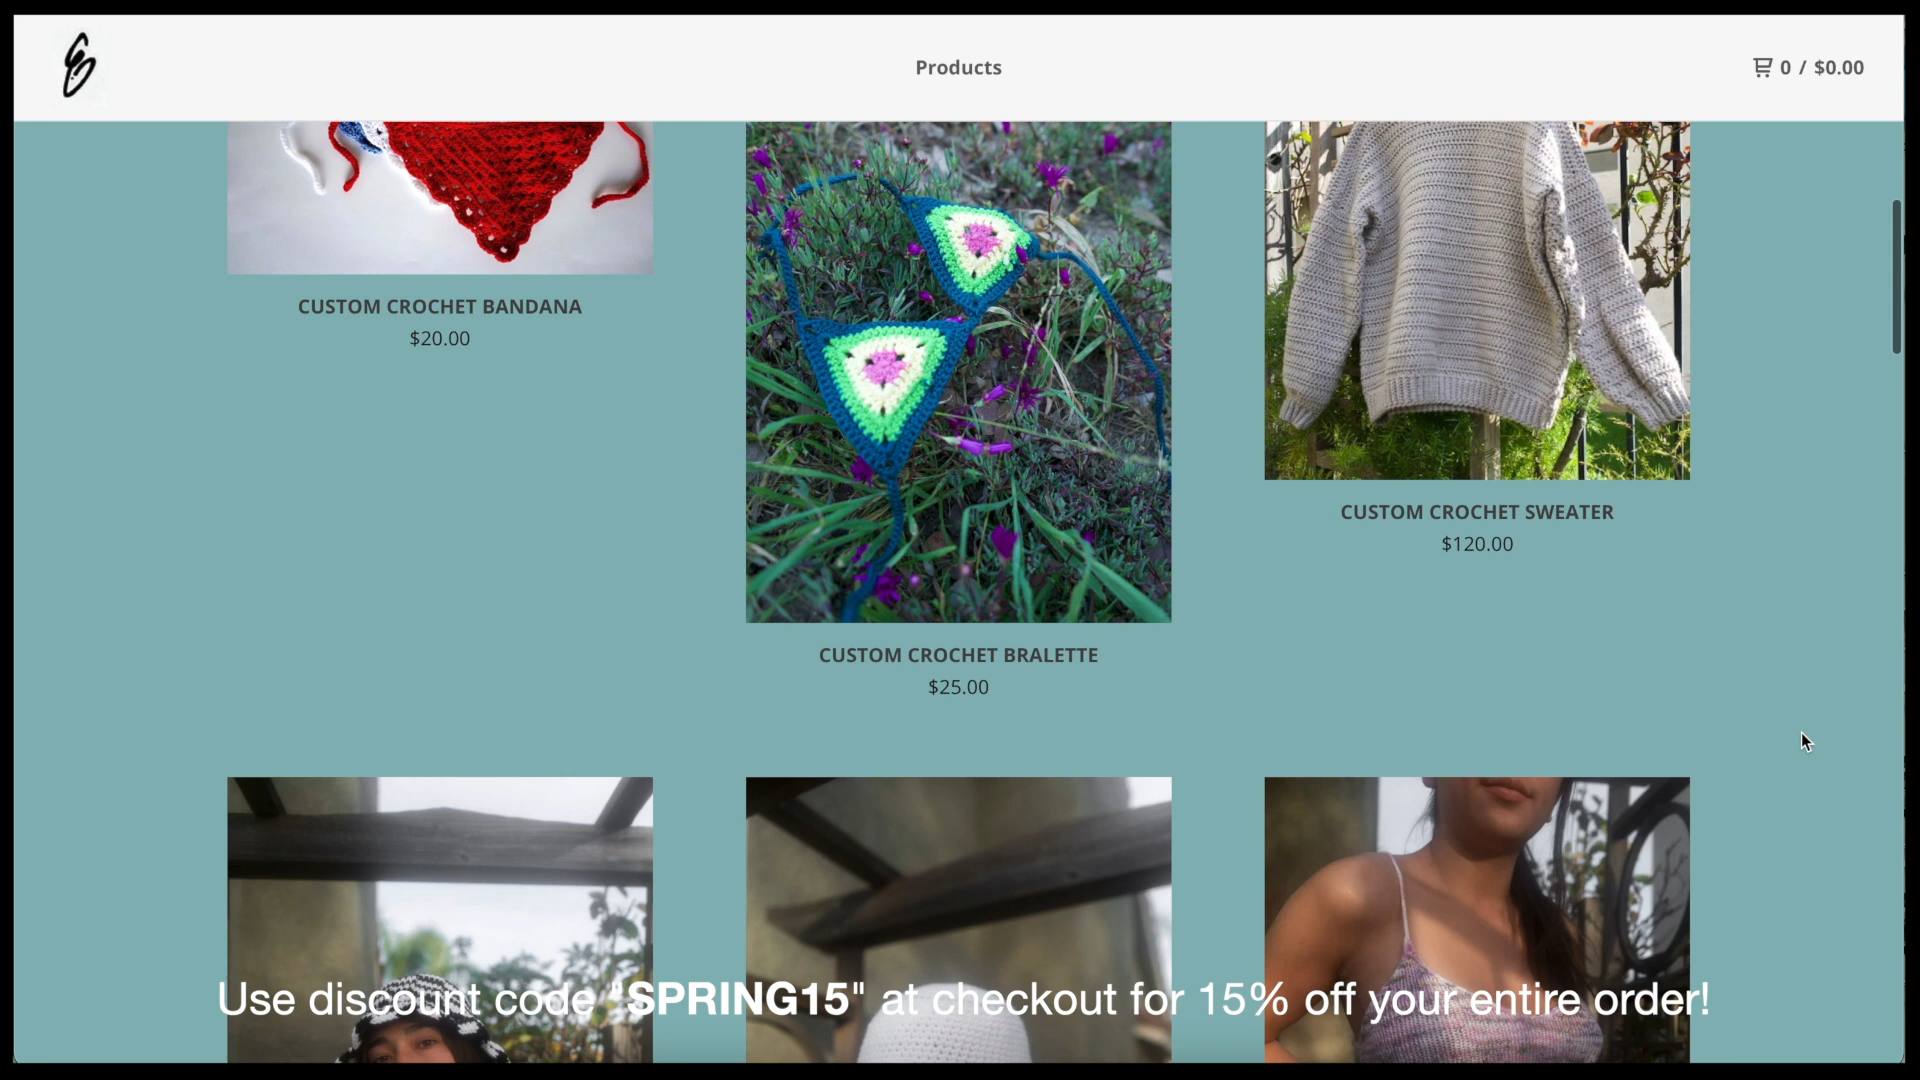 Products
0 / $0.00
CUSTOM CROCHET BANDANA
$20.00
CUSTOM CROCHET SWEATER
$120.00
CUSTOM CROCHET BRALETTE
$25.00
Use discount code "SPRING15" at checkout for 15% off your entire order!